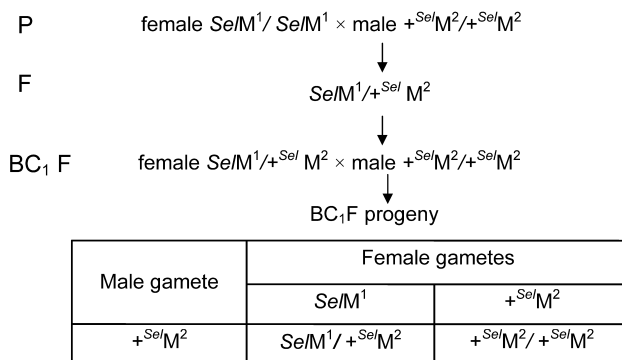 P female SelM¹/ SelM¹ × male +ˢᵉˡM²/+ˢᵉˡM²
F SelM¹/+ˢᵉˡ M²
BC₁ F female SelM¹/+ˢᵉˡ M² × male +ˢᵉˡM²/+ˢᵉˡM²
BC₁F progeny
Male gamete Female gametes
SelM¹ +ˢᵉˡM²
+ˢᵉˡM² SelM¹/ +ˢᵉˡM² +ˢᵉˡM²/ +ˢᵉˡM²